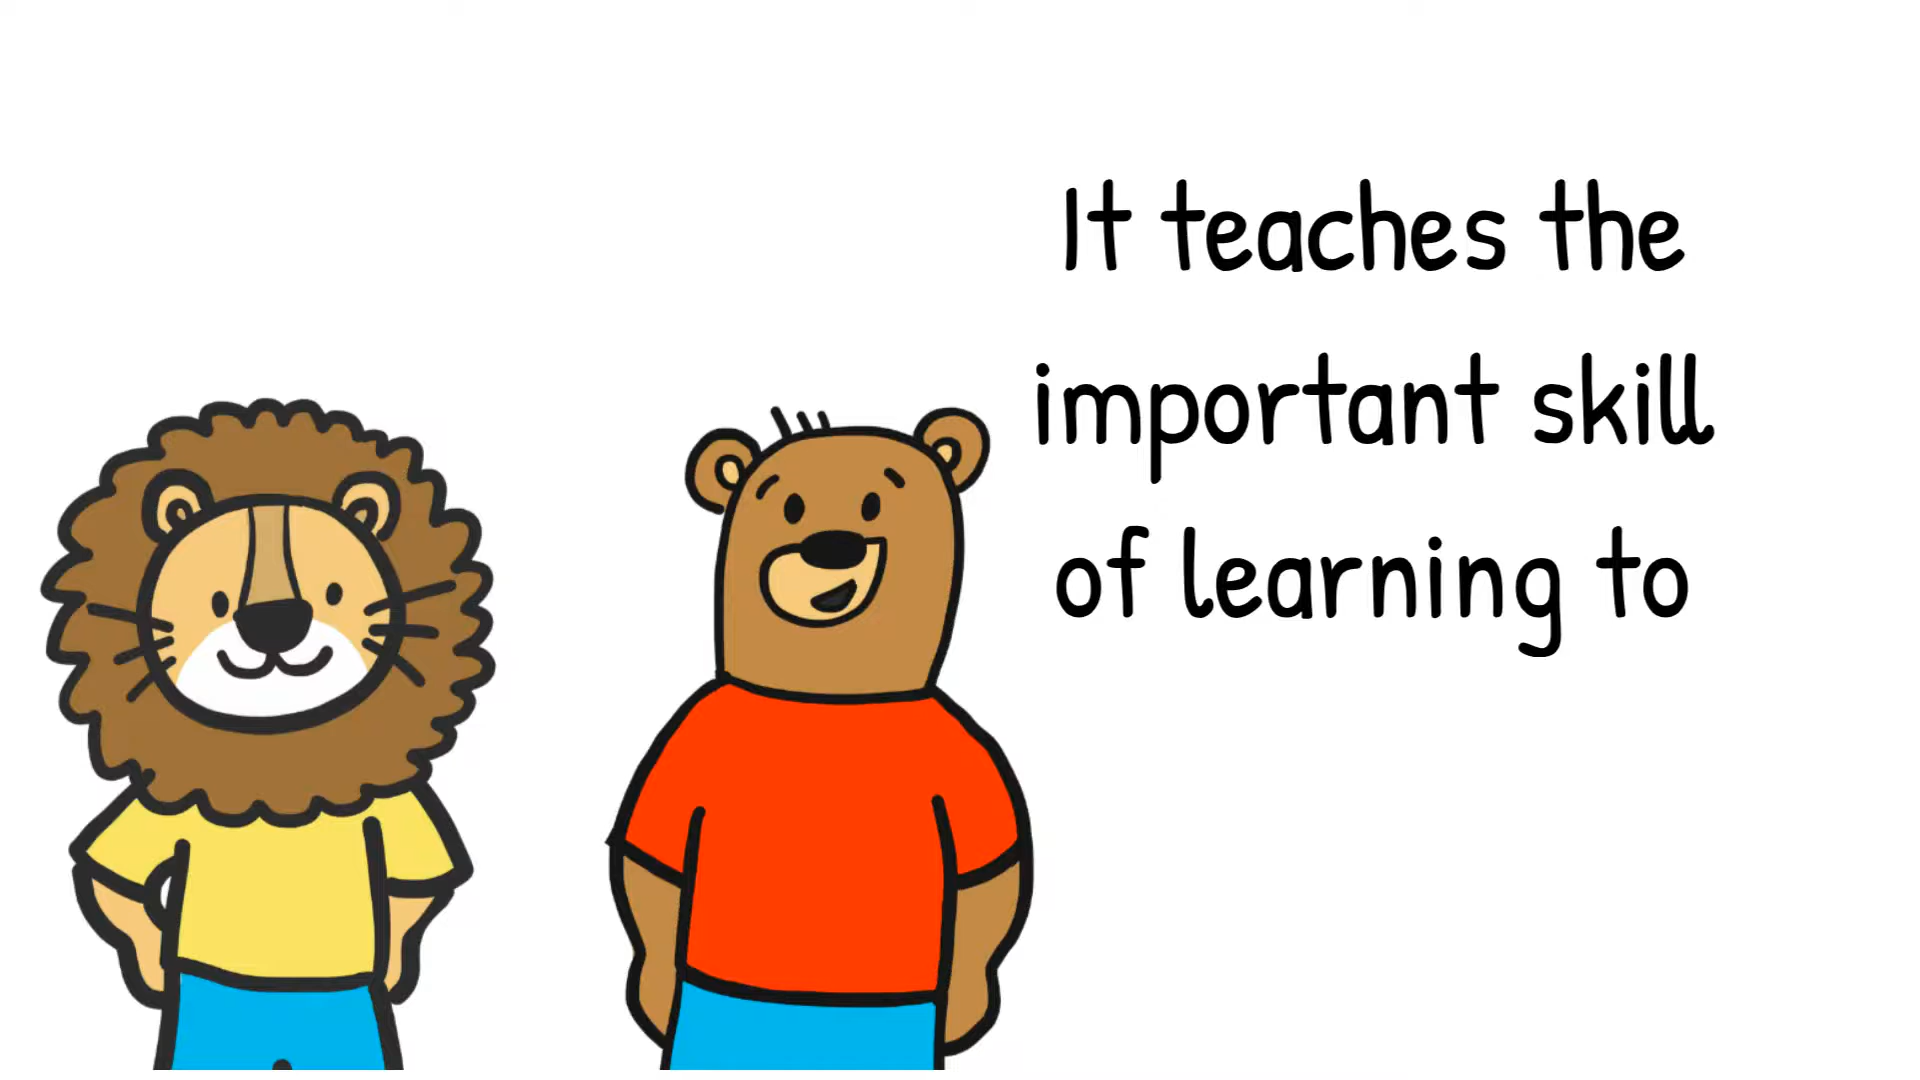 It teaches the
important skill
of learning to